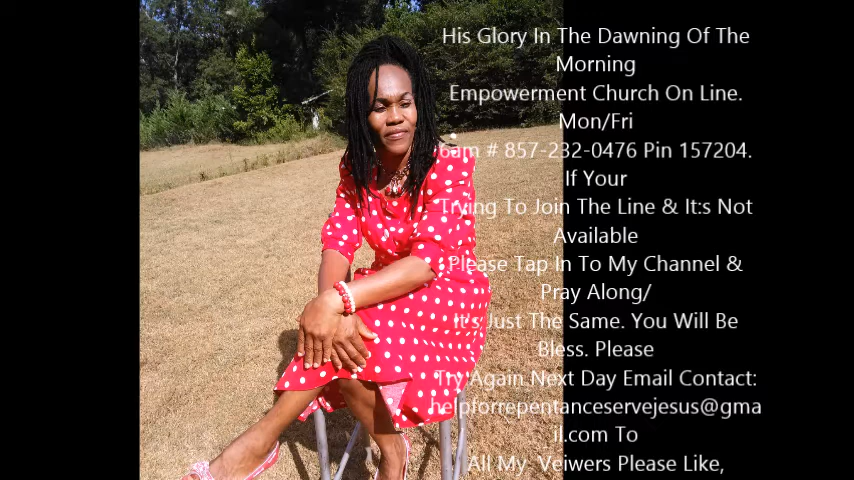 His Glory In The Dawning Of The
Morning
Empowerment Church On Line.
Mon/Fri
6am # 857-232-0476 Pin 157204.
If Your
Trying To Join The Line & It:s Not
Available
Please Tap In To My Channel &
Pray Along/
It's Just The Same. You Will Be
Bless. Please
Try Again Next Day Email Contact:
helpforrepentanceservejesus@gma
il.com To
All My  Veiwers Please Like,